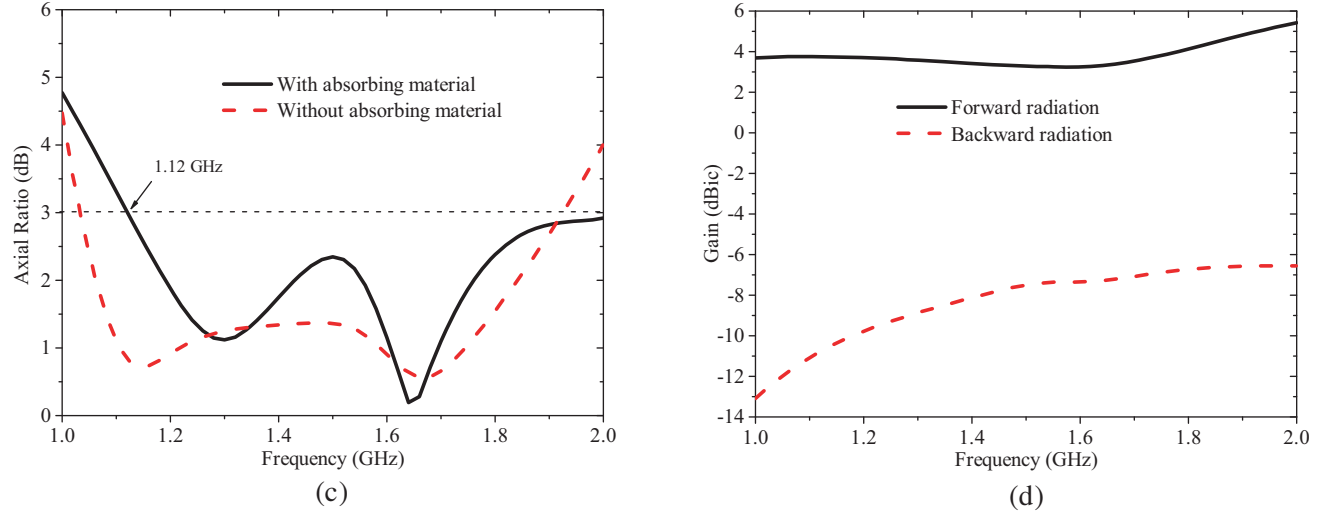 6
5
4
3
2
1
0
Axial Ratio (dB)
With absorbing material
Without absorbing material
1.12 GHz
1.0 1.2 1.4 1.6 1.8 2.0
Frequency (GHz)
(c)
6
4
2
0
-2
-4
-6
-8
-10
-12
-14
Gain (dBic)
Forward radiation
Backward radiation
1.0 1.2 1.4 1.6 1.8 2.0
Frequency (GHz)
(d)